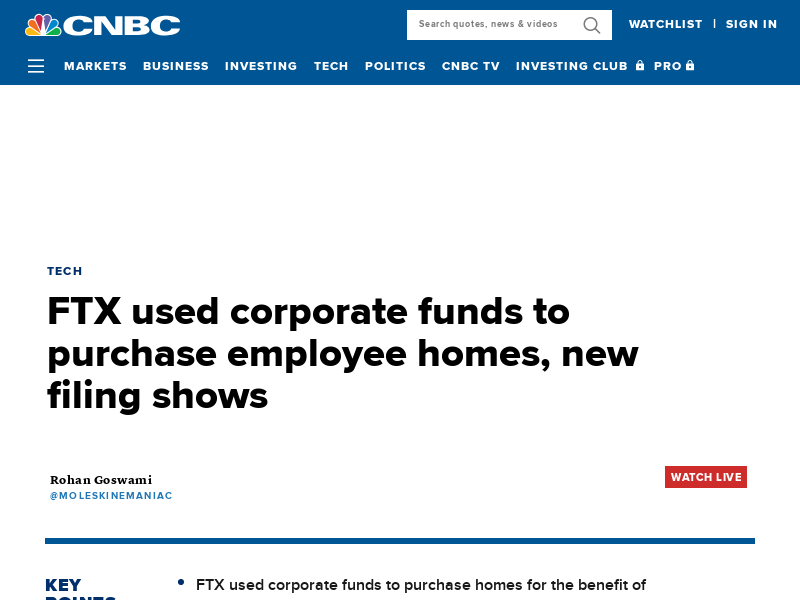 CNBC
Search quotes, news & videos
WATCHLIST | SIGN IN
MARKETS BUSINESS INVESTING TECH POLITICS CNBC TV INVESTING CLUB PRO
TECH
FTX used corporate funds to
purchase employee homes, new
filing shows
Rohan Goswami
@MOLESKINEMANIAC
WATCH LIVE
KEY
POINTS
FTX used corporate funds to purchase homes for the benefit of